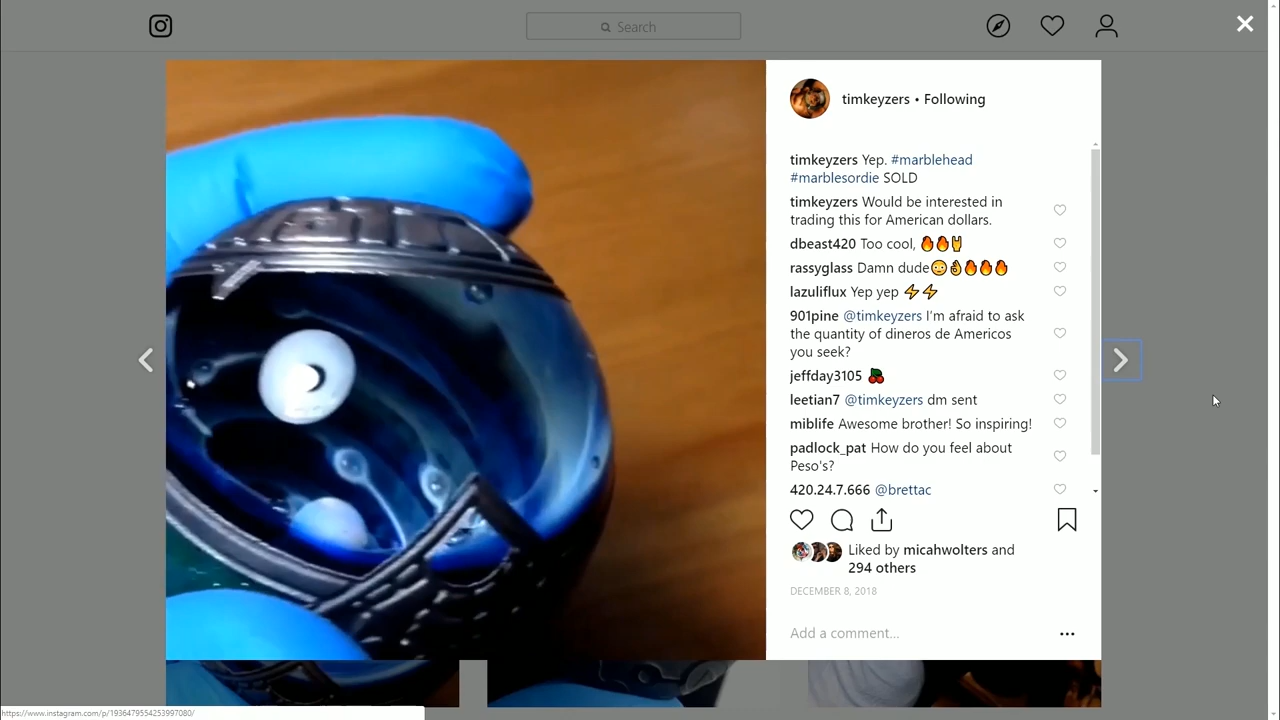 Search
timkeyzers • Following
timkeyzers Yep. #marblehead
#marblesordie SOLD
timkeyzers Would be interested in
trading this for American dollars.
dbeast420 Too cool, 🔥🔥🤘
rassyglass Damn dude😳👌🔥🔥🔥
lazuliflux Yep yep ⚡⚡
901pine @timkeyzers I'm afraid to ask
the quantity of dineros de Americos
you seek?
jeffday3105 🍒
leetian7 @timkeyzers dm sent
miblife Awesome brother! So inspiring!
padlock_pat How do you feel about
Peso's?
420.24.7.666 @brettac
Liked by micahwolters and
294 others
DECEMBER 8, 2018
Add a comment...
https://www.instagram.com/p/1936479554253997080/